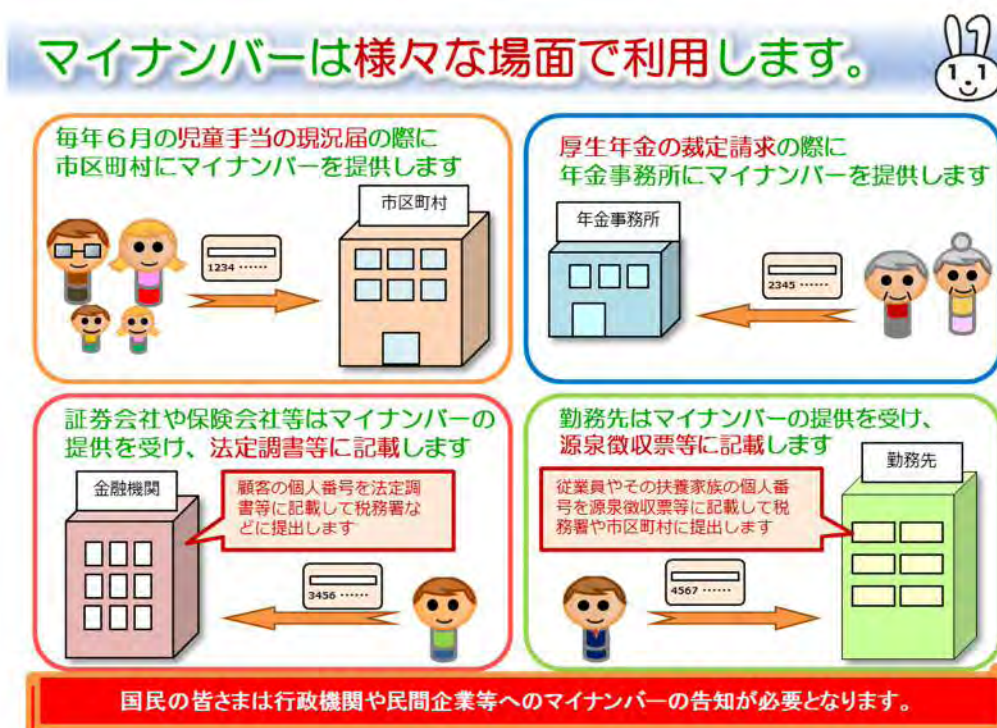 マイナンバーは様々な場面で利用します。
毎年６月の児童手当の現況届の際に
市区町村にマイナンバーを提供します
市区町村
1234 ······
厚生年金の裁定請求の際に
年金事務所にマイナンバーを提供します
年金事務所
2345 ······
証券会社や保険会社等はマイナンバーの
提供を受け、法定調書等に記載します
金融機関
顧客の個人番号を法定調
書等に記載して税務署な
どに提出します
3456 ······
勤務先はマイナンバーの提供を受け、
源泉徴収票等に記載します
勤務先
従業員やその扶養家族の個人番
号を源泉徴収票等に記載して税
務署や市区町村に提出します
4567 ······
国民の皆さまは行政機関や民間企業等へのマイナンバーの告知が必要となります。